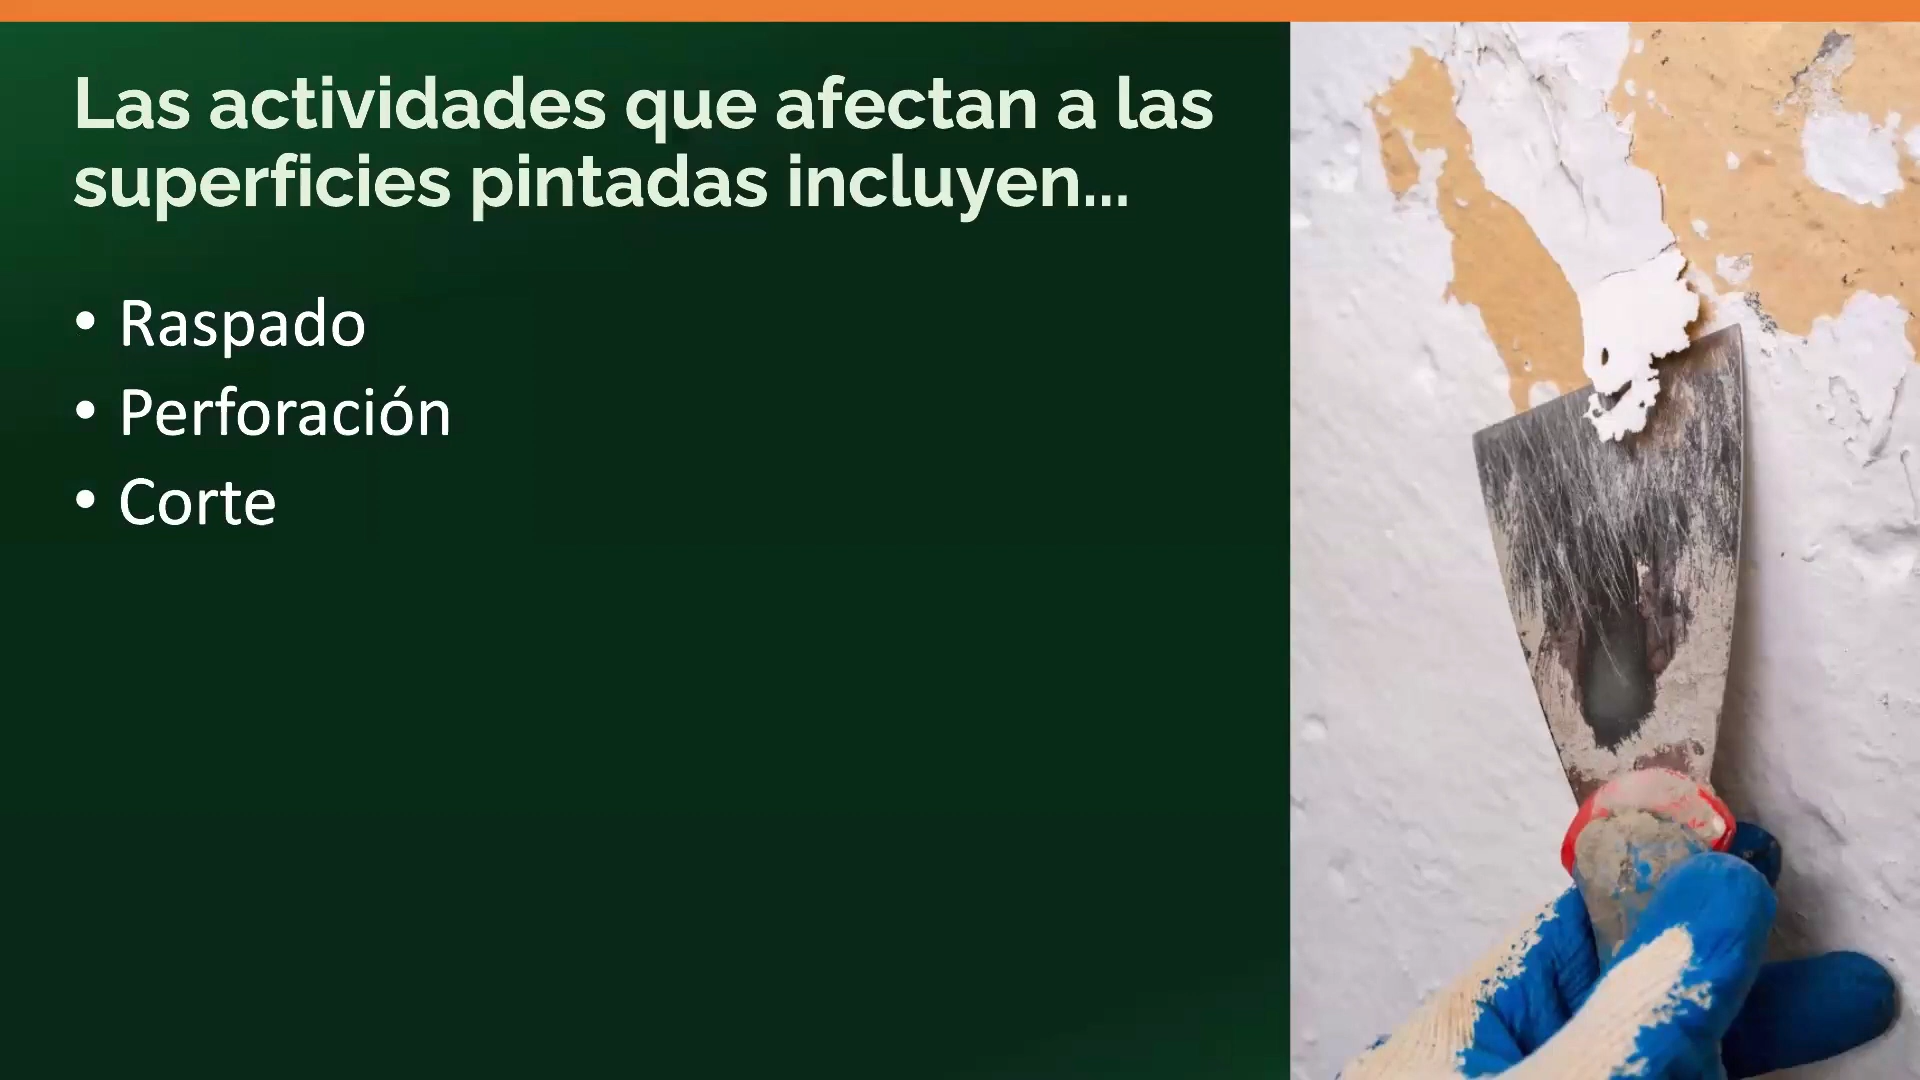 Las actividades que afectan a las
superficies pintadas incluyen...
• Raspado
• Perforación
• Corte